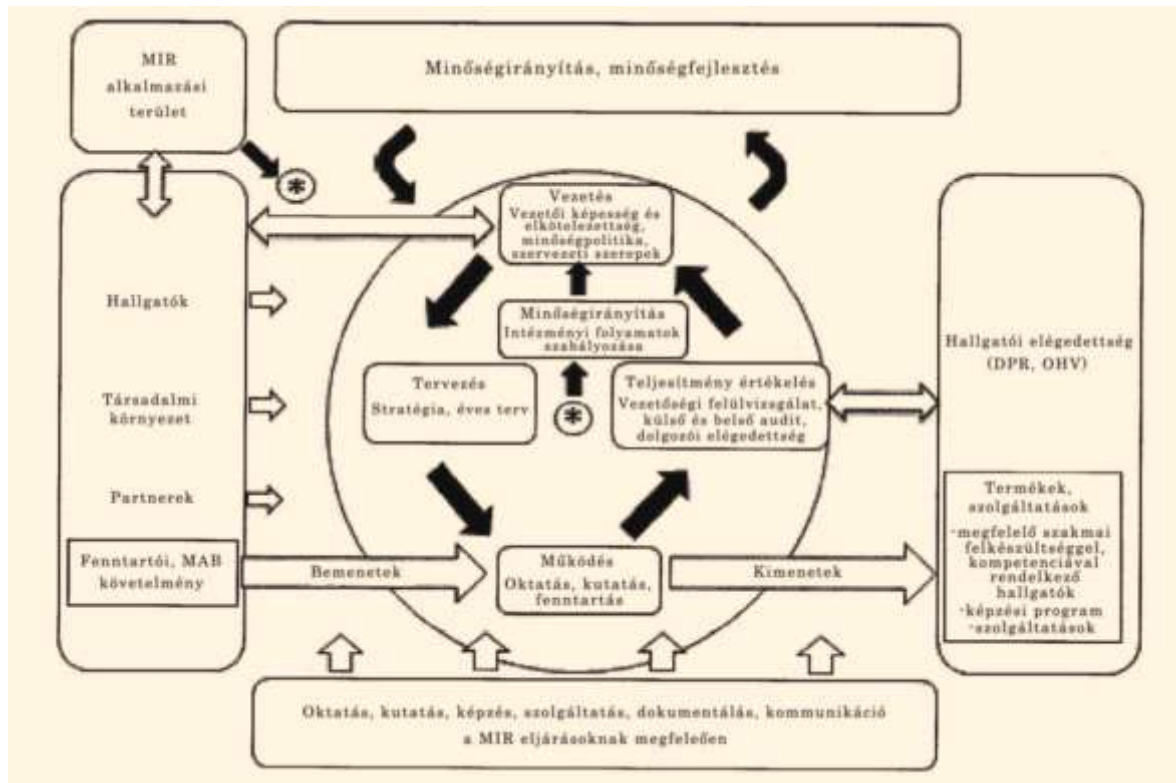 MIR
alkalmazási
terület
Minőségirányítás, minőségfejlesztés
Vezetés
Vezetői képesség és
elkötelezettség,
minőségpolitika,
szervezeti szerepek
Hallgatók
Minőségirányítás
Intézményi folyamatok
szabályozása
Tervezés
Stratégia, éves terv
Teljesítmény értékelés
Vezetőségi felülvizsgálat,
külső és belső audit,
dolgozói elégedettség
Hallgatói elégedettség
(DPR, OHV)
Társadalmi
környezet
Partnerek
Termékek,
szolgáltatások
-megfelelő szakmai
felkészültséggel,
kompetenciával
rendelkező
hallgatók
-képzési program
-szolgáltatások
Fenntartói, MAB
követelmény
Bemenetek
Működés
Oktatás, kutatás,
fenntartás
Kimenetek
Oktatás, kutatás, képzés, szolgáltatás, dokumentálás, kommunikáció
a MIR eljárásoknak megfeleően